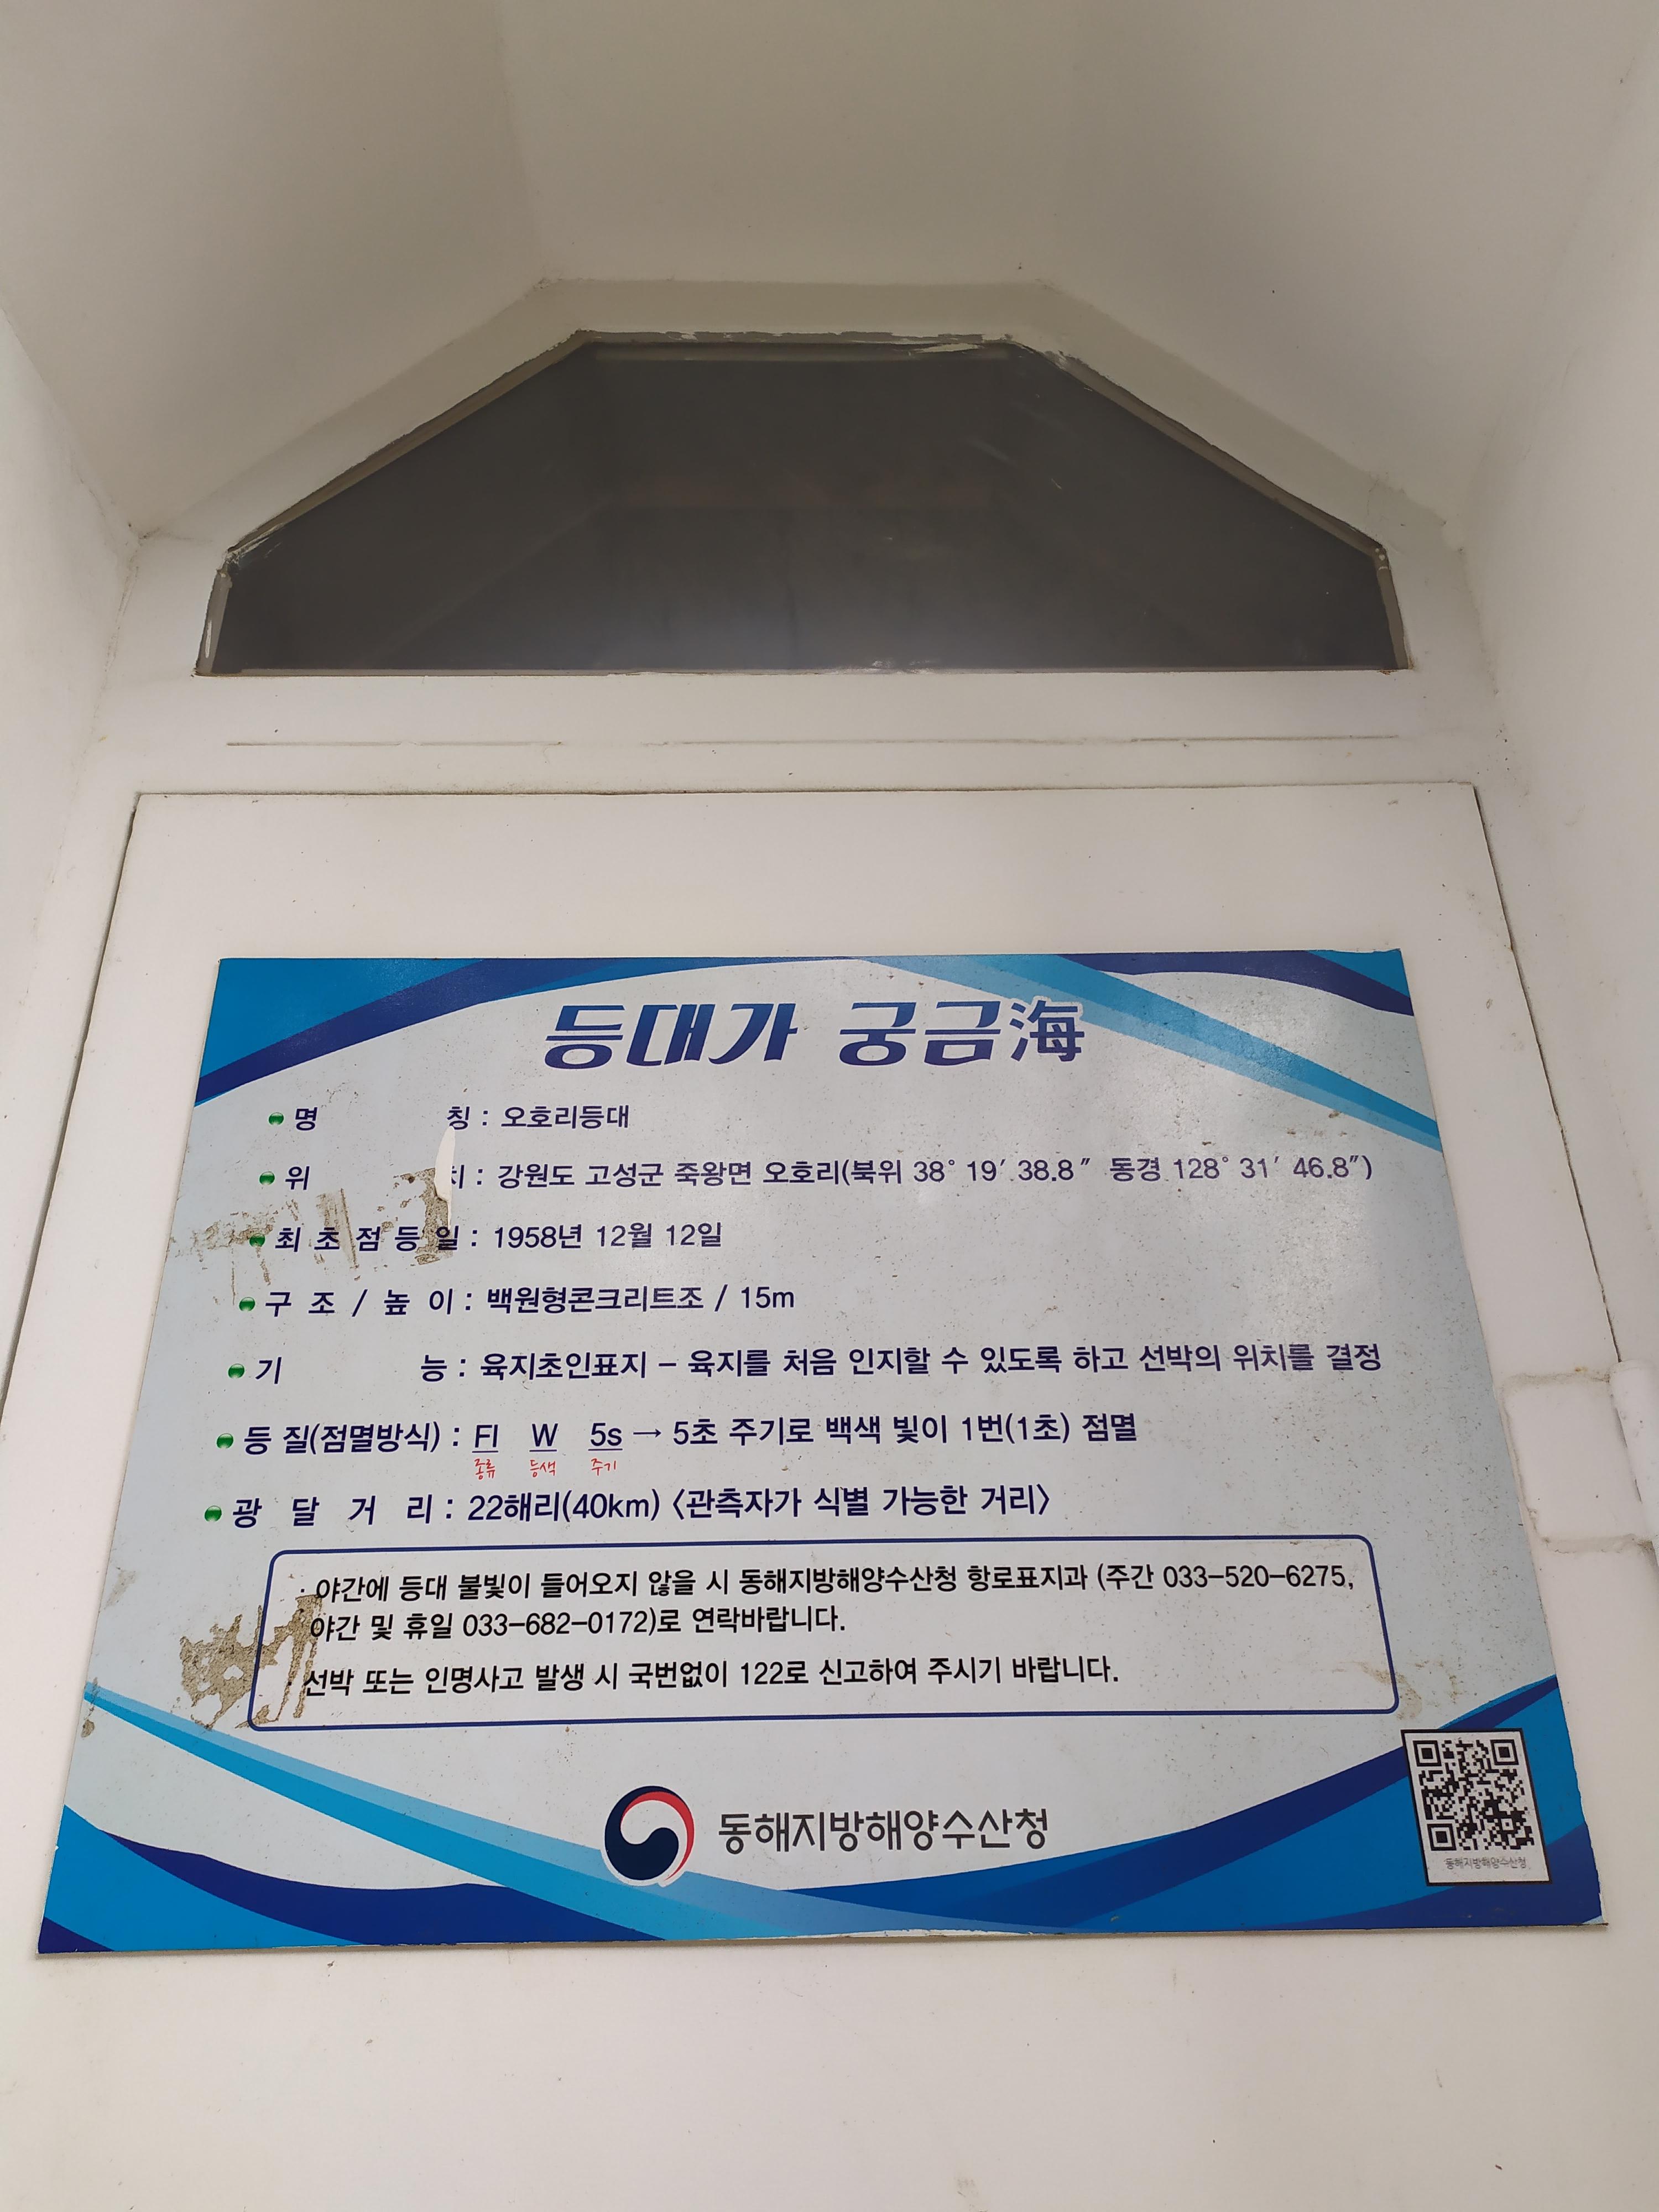 등대가 궁금海
명 칭 : 오호리등대
위 치 : 강원도 고성군 죽왕면 오호리(북위 38° 19′ 38.8″ 동경 128° 31′ 46.8″)
최 초 점 등 일 : 1958년 12월 12일
구 조 / 높 이 : 백원형콘크리트조 / 15m
기 능 : 육지초인표지 – 육지를 처음 인지할 수 있도록 하고 선박의 위치를 결정
등 질(점멸방식) : Fl W 5s → 5초 주기로 백색 빛이 1번(1초) 점멸
종류 등색 주기
광 달 거 리 : 22해리(40km) 〈관측자가 식별 가능한 거리〉
· 야간에 등대 불빛이 들어오지 않을 시 동해지방해양수산청 항로표지과 (주간 033–520–6275,
야간 및 휴일 033–682–0172)로 연락바랍니다.
· 선박 또는 인명사고 발생 시 국번없이 122로 신고하여 주시기 바랍니다.
동해지방해양수산청
동해지방해양수산청